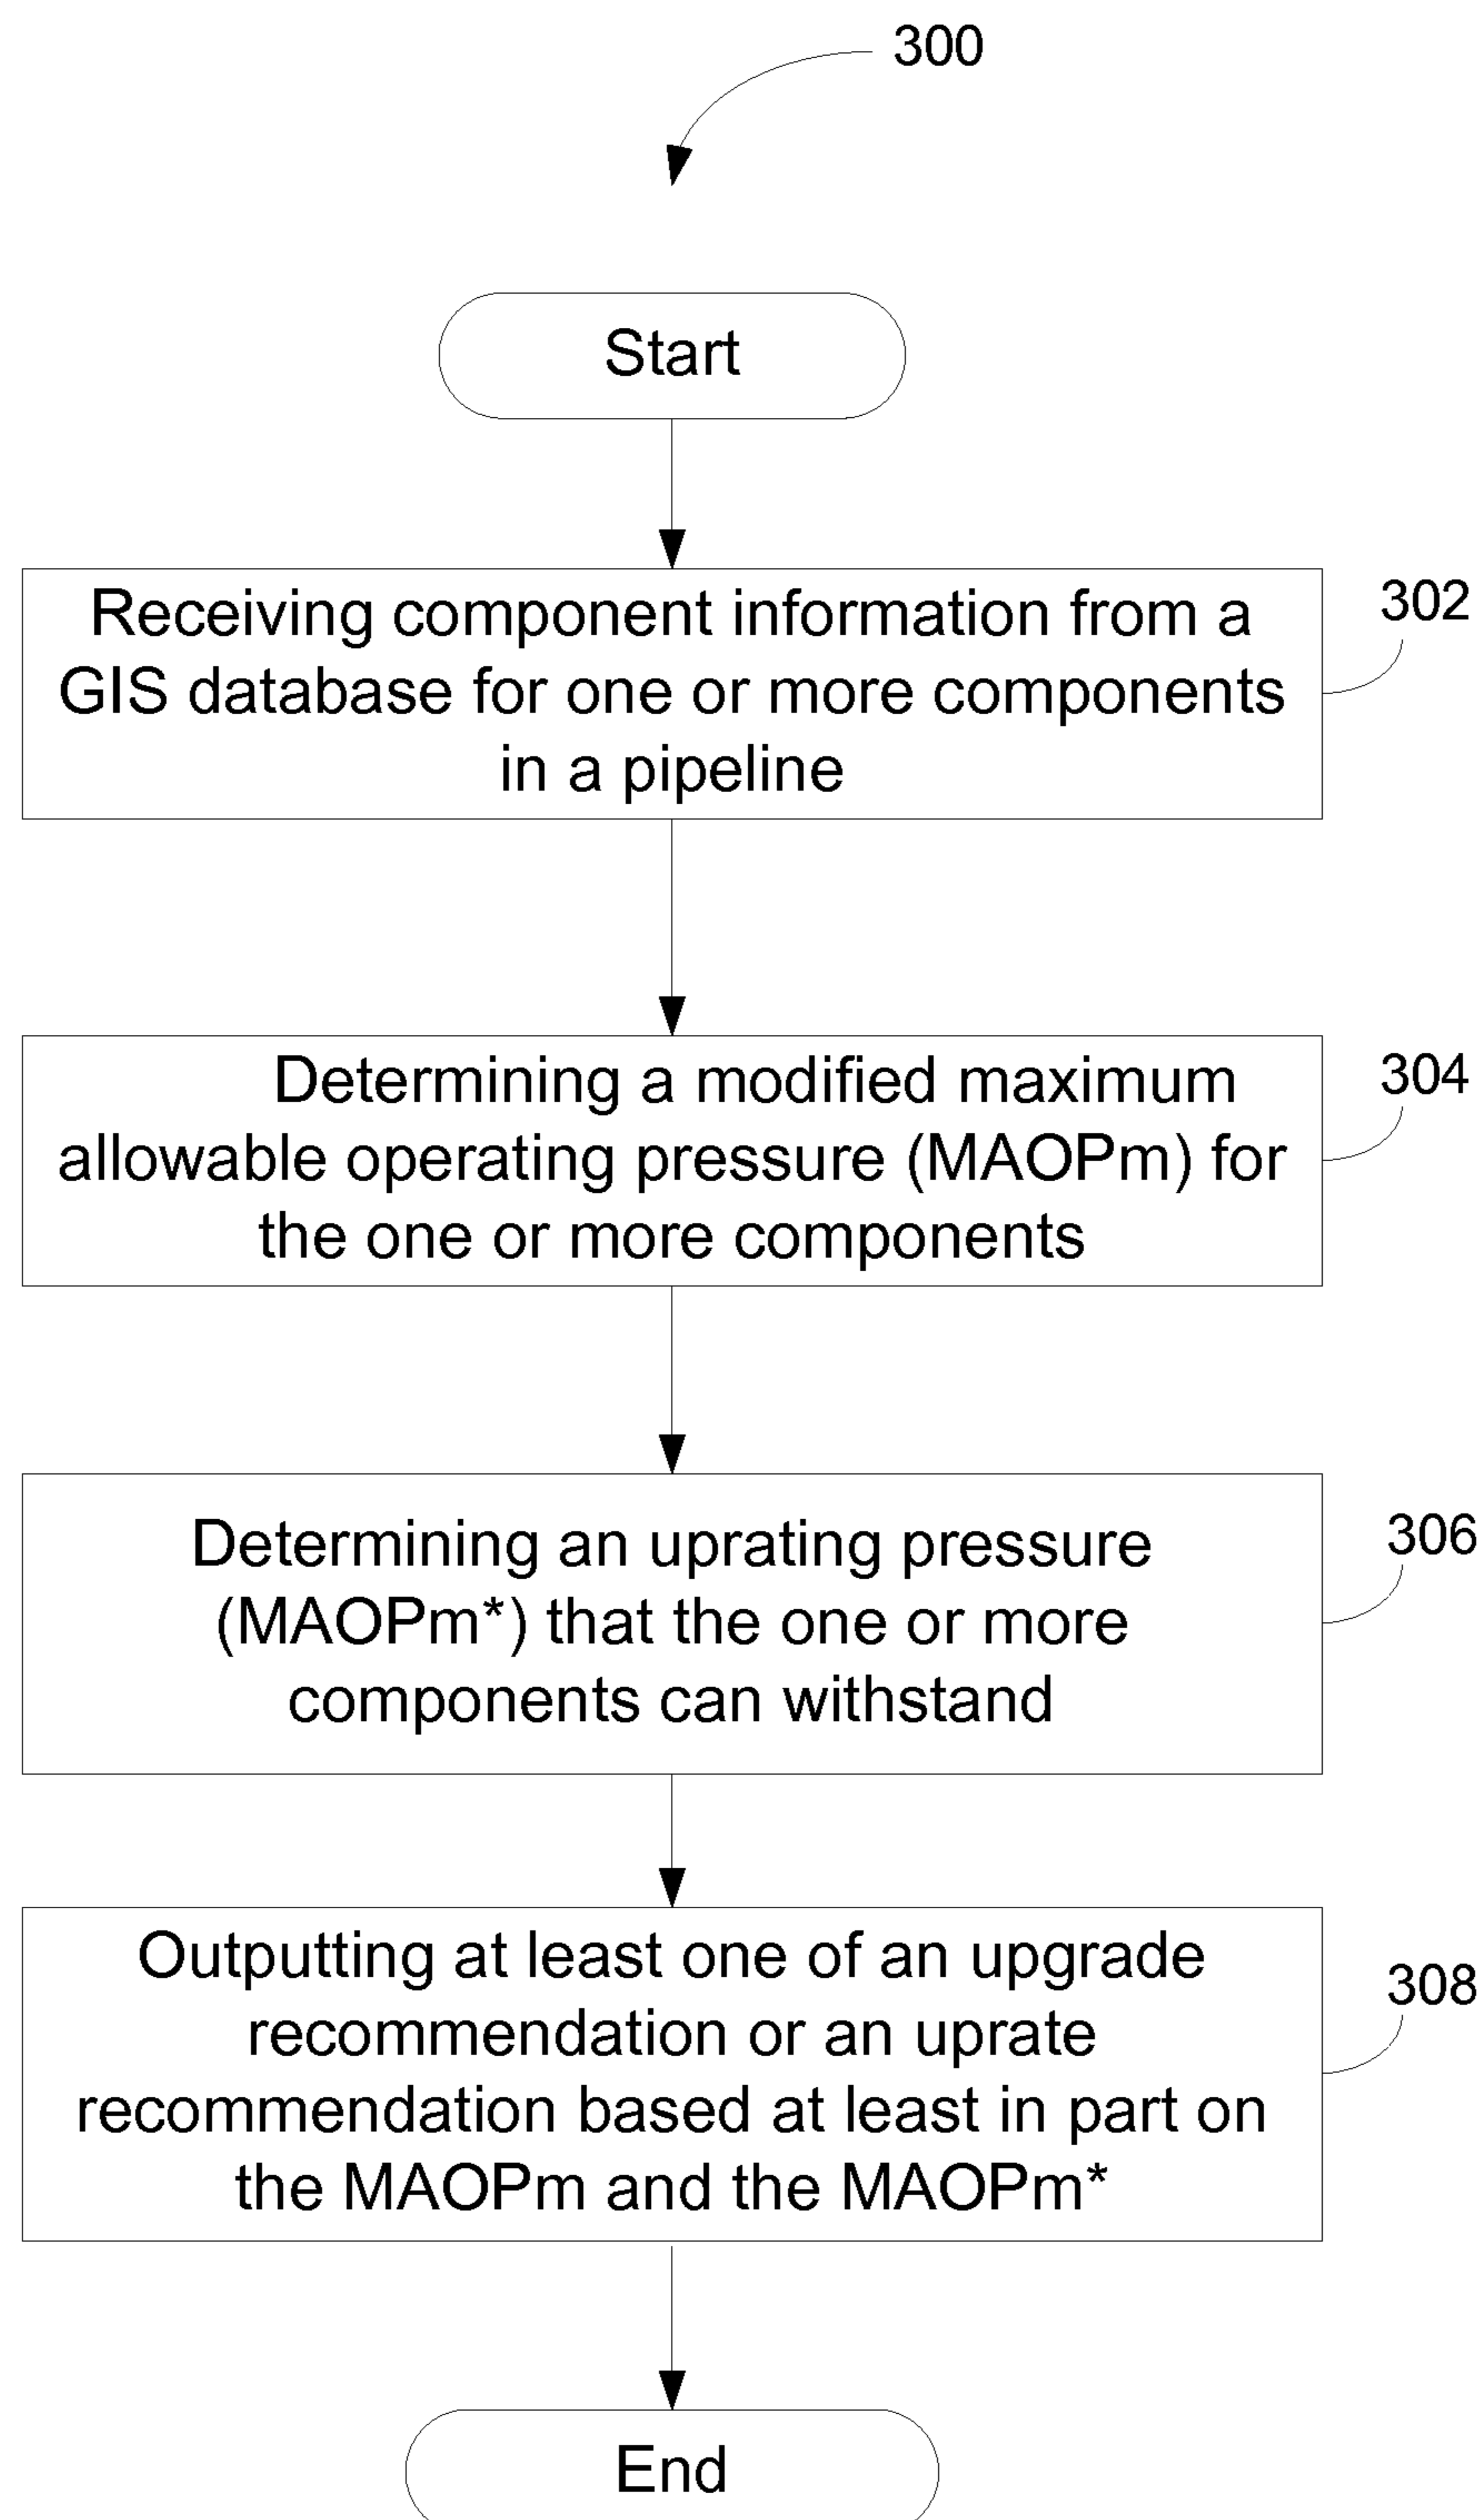 300
Start
Receiving component information from a
GIS database for one or more components
in a pipeline
302
Determining a modified maximum
allowable operating pressure (MAOPm) for
the one or more components
304
Determining an uprating pressure
(MAOPm*) that the one or more
components can withstand
306
Outputting at least one of an upgrade
recommendation or an uprate
recommendation based at least in part on
the MAOPm and the MAOPm*
308
End